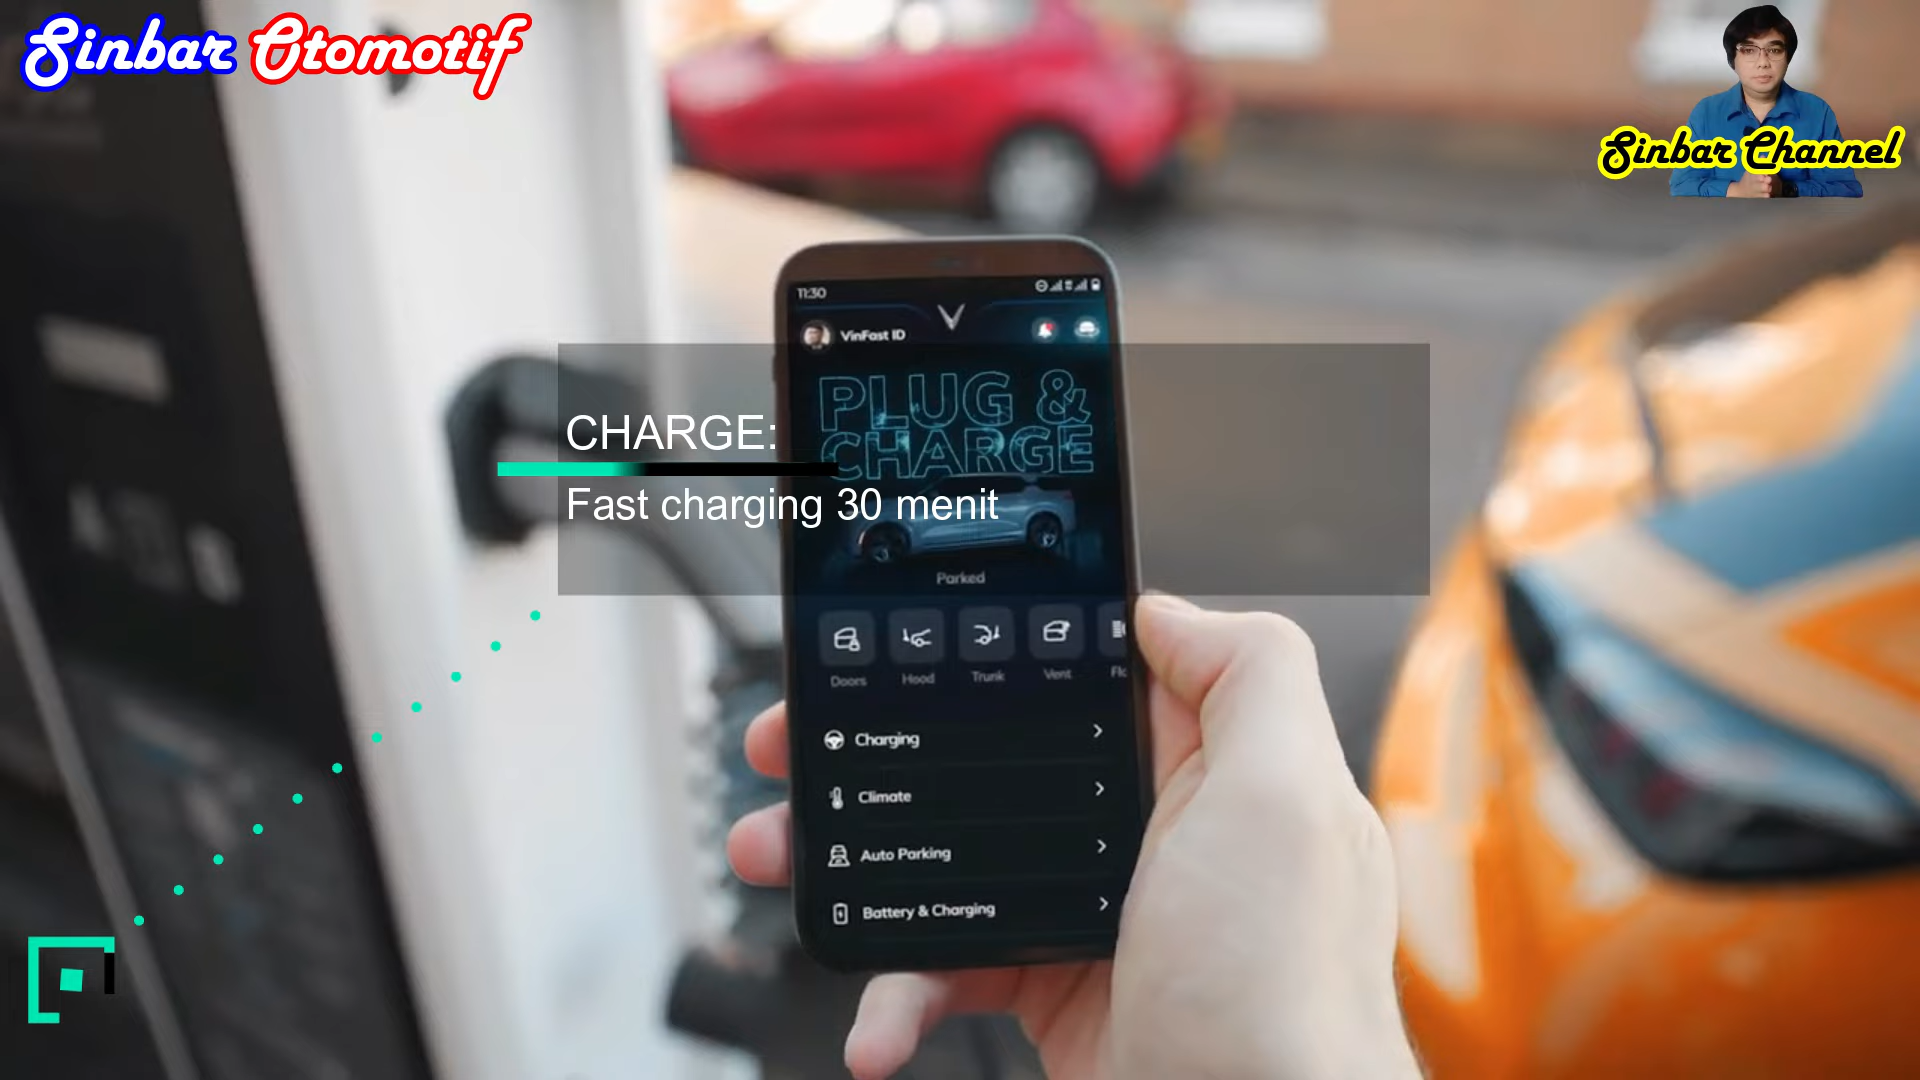 Sinbar Otomotif
Sinbar Channel
11:30
VinFast ID
PLUG &
CHARGE
CHARGE:
Fast charging 30 menit
Parked
Doors
Hood
Trunk
Vent
Charging
Climate
Auto Parking
Battery & Charging